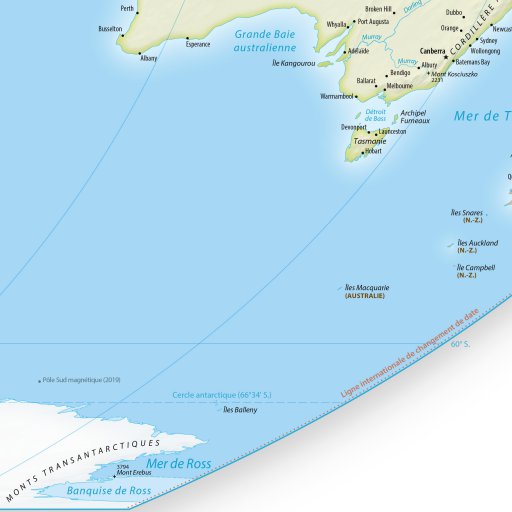 Perth
Busselton
Albany
Esperance
Grande Baie
australienne
Broken Hill
Darling
Dubbo
Newcas
Whyalla
Port Augusta
Orange
Sydney
Murray
Wollongong
Adélaïde
Canberra
CORDILLÈRE
Île Kangourou
Murray
Albury
Batemans Bay
Bendigo
Mont Kosciuszko
2231
Ballarat
Melbourne
Warrnambool
Détroit
de Bass
Archipel
Furneaux
Mer de T
Devonport
Launceston
Tasmanie
Hobart
Îles Snares
(N.-Z.)
Îles Auckland
(N.-Z.)
Île Campbell
(N.-Z.)
Îles Macquarie
(AUSTRALIE)
Ligne internationale de changement de date
60° S.
Pôle Sud magnétique (2019)
Cercle antarctique (66°34' S.)
Îles Balleny
MONTS TRANSANTARCTIQUES
3794
Mont Erebus
Mer de Ross
Banquise de Ross